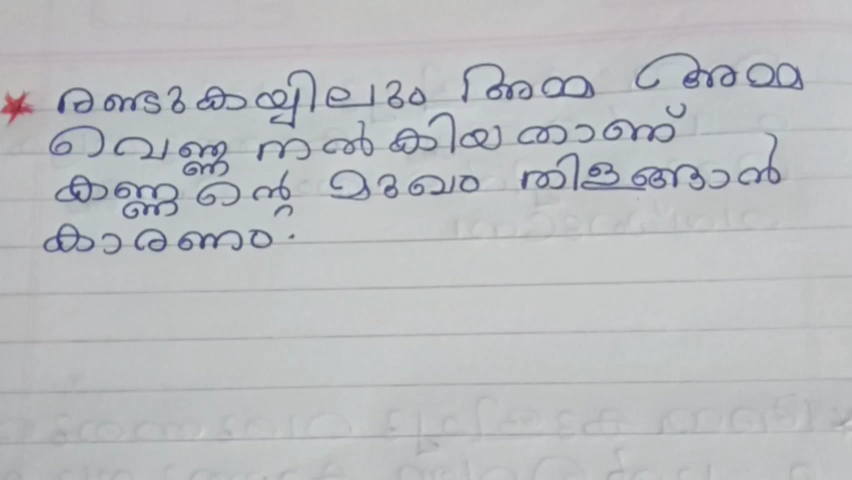 രണ്ടുകയ്യിലും അമ്മ അമ്മ
വെണ്ണ നൽകിയതാണ്
കണ്ണന്റെ മുഖം തിളങ്ങാൻ
കാരണം.